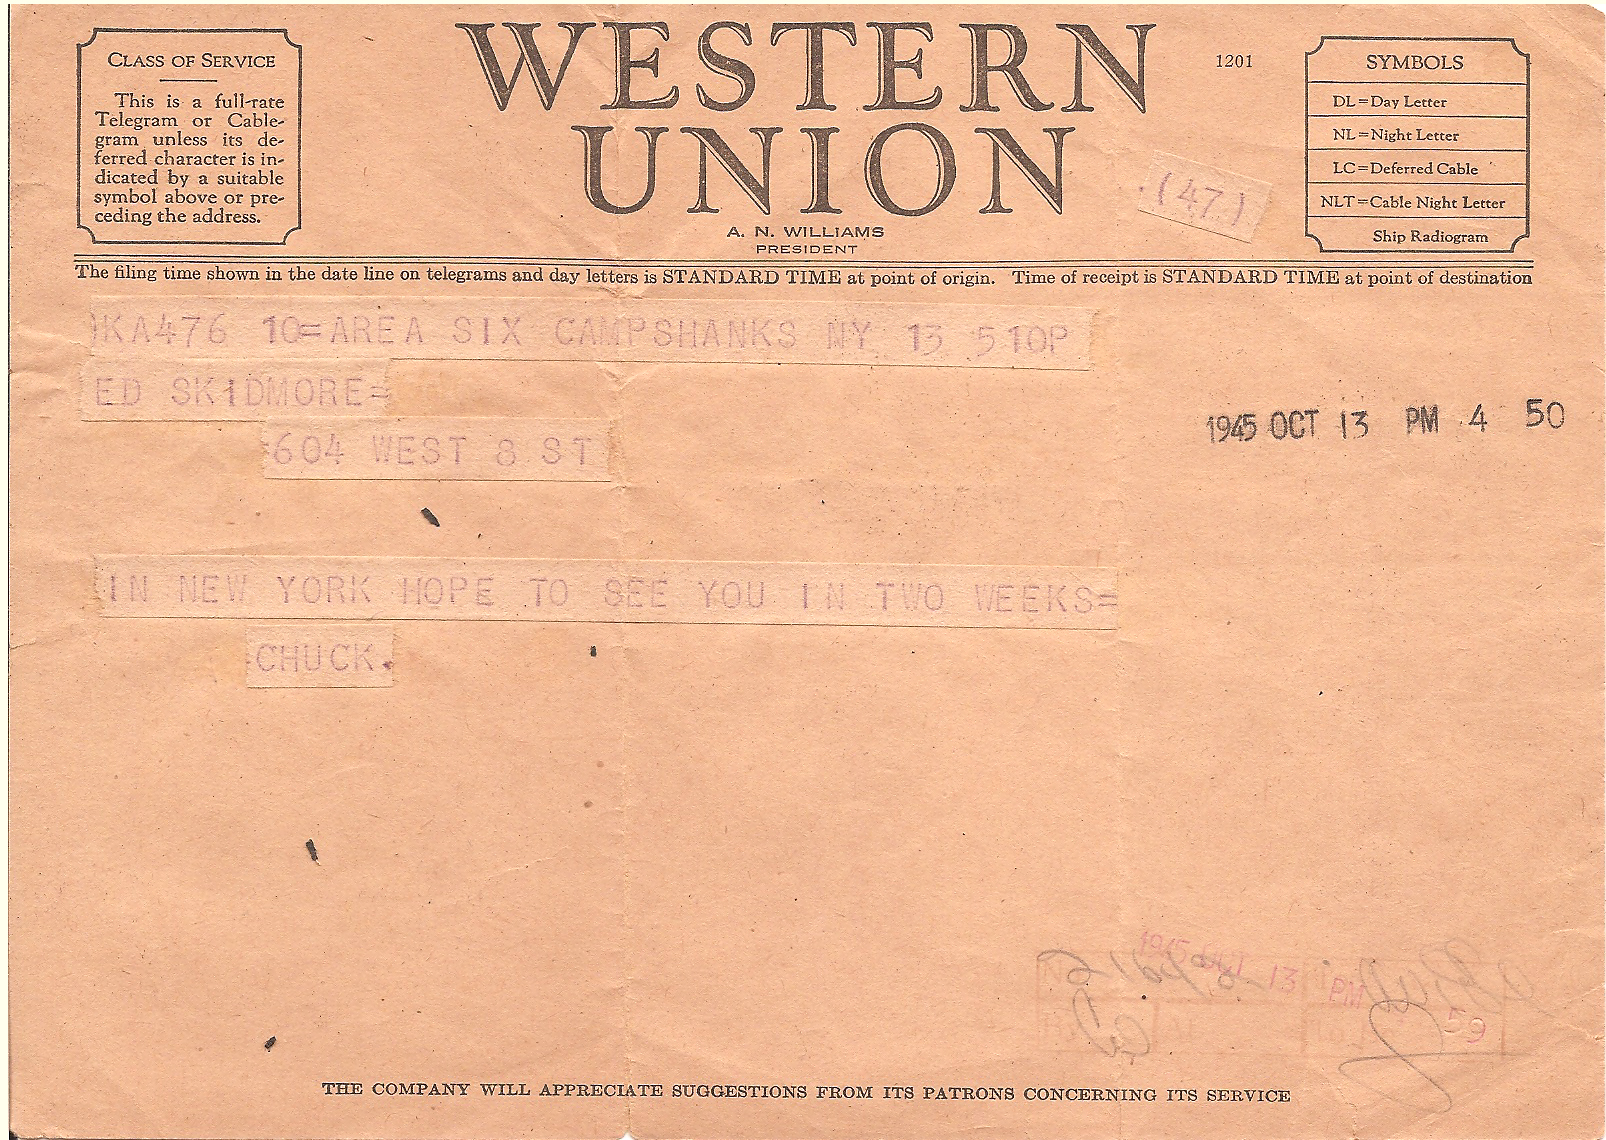 CLASS OF SERVICE
This is a full-rate
Telegram or Cable-
gram unless its de-
ferred character is in-
dicated by a suitable
symbol above or pre-
ceding the address.
WESTERN
UNION
A. N. WILLIAMS
PRESIDENT
1201
(47)
SYMBOLS
DL=Day Letter
NL=Night Letter
LC=Deferred Cable
NLT=Cable Night Letter
Ship Radiogram
The filing time shown in the date line on telegrams and day letters is STANDARD TIME at point of origin. Time of receipt is STANDARD TIME at point of destination
KA476 10=AREA SIX CAMPSHANKS NY 13 510P
ED SKIDMORE=
604 WEST 8 ST
1945 OCT 13 PM 4 50
IN NEW YORK HOPE TO SEE YOU IN TWO WEEKS=
CHUCK.
1945 OCT 13 PM
59
THE COMPANY WILL APPRECIATE SUGGESTIONS FROM ITS PATRONS CONCERNING ITS SERVICE